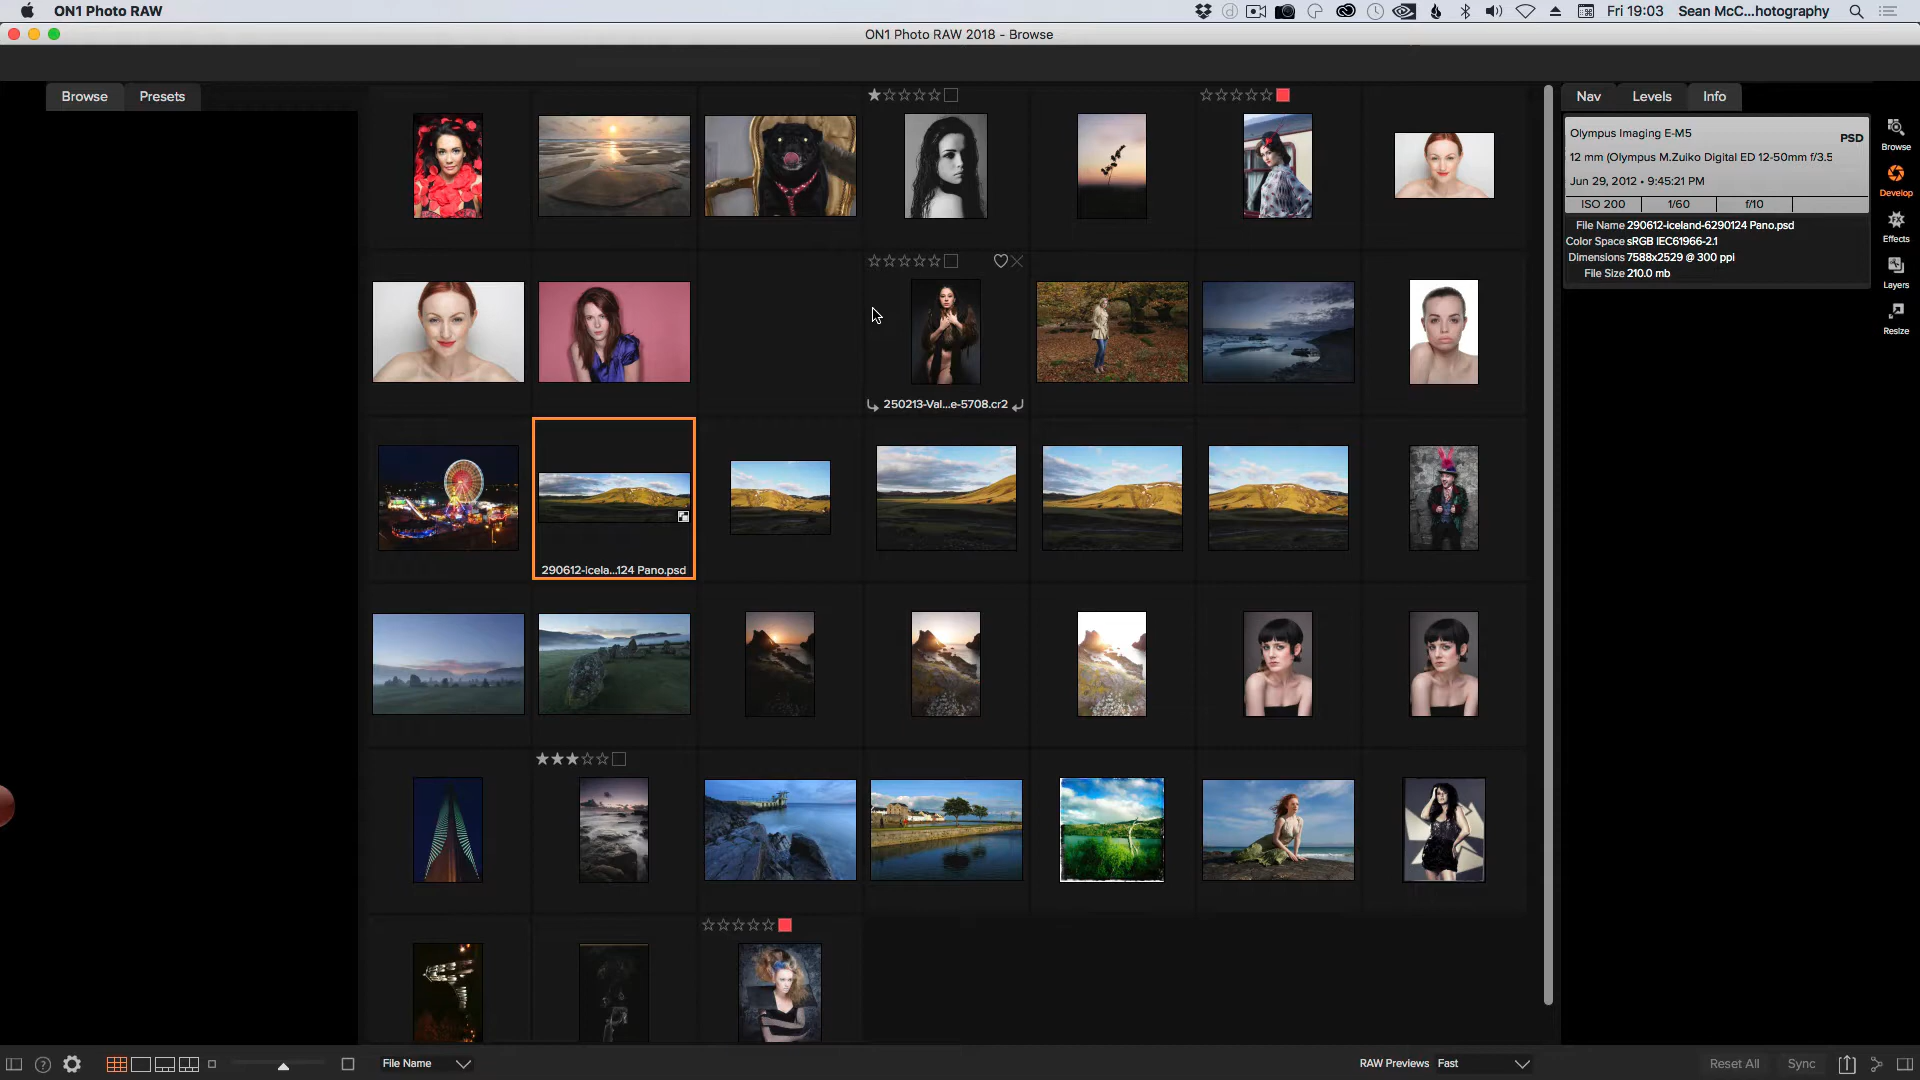 ON1 Photo RAW
Fri 19:03
Sean McC...hotography
ON1 Photo RAW 2018 - Browse
Browse
Presets
Nav
Levels
Info
Olympus Imaging E-M5
PSD
12 mm (Olympus M.Zuiko Digital ED 12-50mm f/3.5
Jun 29, 2012 • 9:45:21 PM
ISO 200
1/60
f/10
File Name 290612-iceland-6290124 Pano.psd
Color Space sRGB IEC61966-2.1
Dimensions 7588x2529 @ 300 ppi
File Size 210.0 mb
Browse
Develop
Effects
Layers
Resize
250213-Val...e-5708.cr2
290612-icela...124 Pano.psd
File Name
RAW Previews Fast
Reset All
Sync